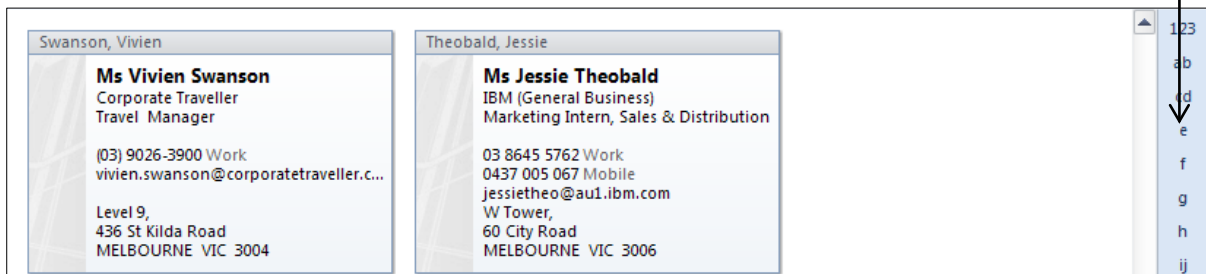 Swanson, Vivien
Ms Vivien Swanson
Corporate Traveller
Travel Manager
(03) 9026-3900 Work
vivien.swanson@corporatetraveller.c...
Level 9,
436 St Kilda Road
MELBOURNE VIC 3004
Theobald, Jessie
Ms Jessie Theobald
IBM (General Business)
Marketing Intern, Sales & Distribution
03 8645 5762 Work
0437 005 067 Mobile
jessietheo@au1.ibm.com
W Tower,
60 City Road
MELBOURNE VIC 3006
123
ab
cd
e
f
g
h
ij